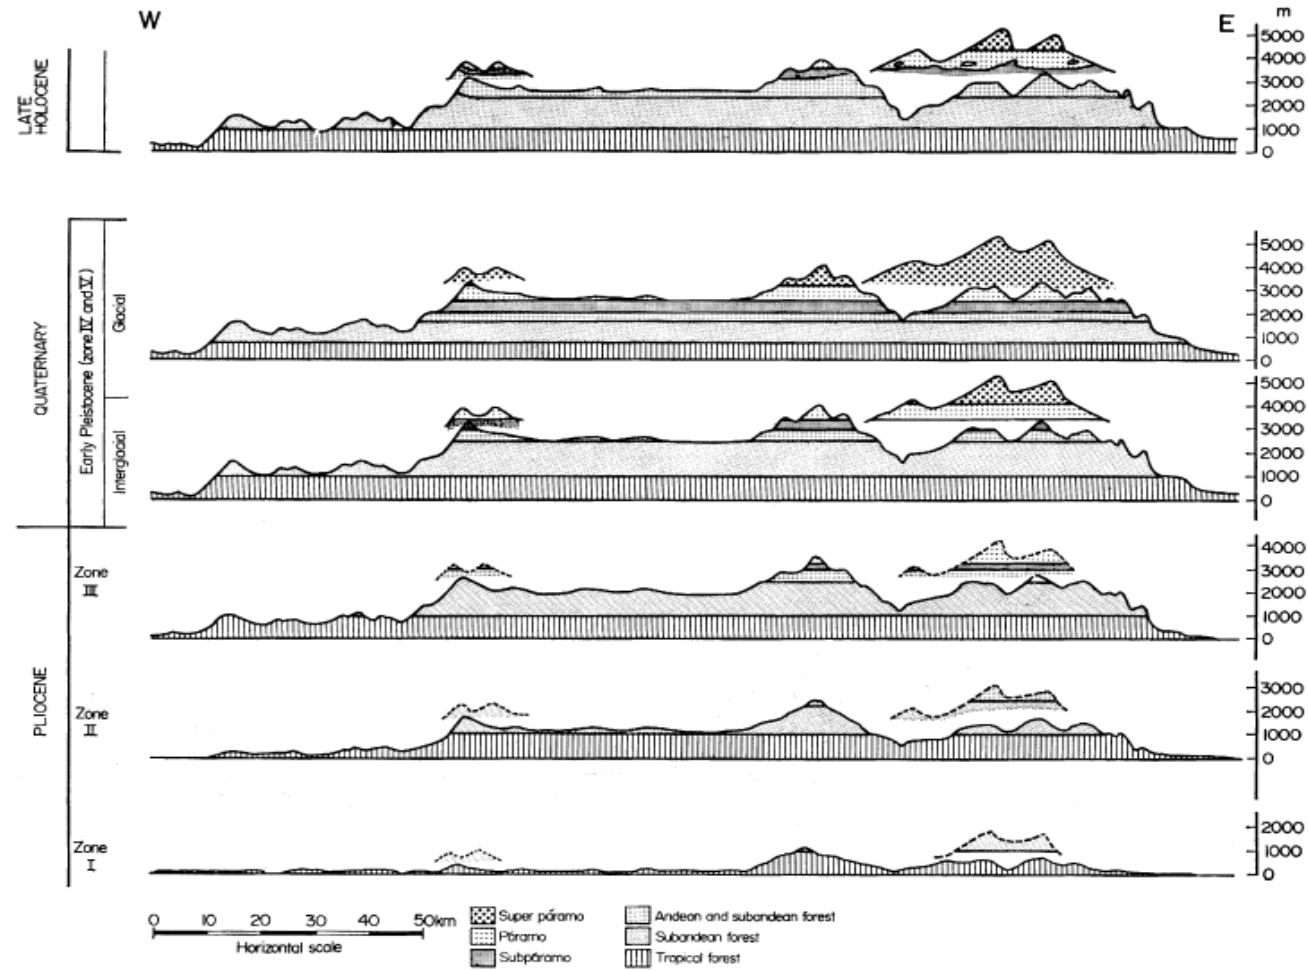 W
E
m
LATE
HOLOCENE
5000
4000
3000
2000
1000
0
QUATERNARY
Early Pleistocene (zone IV and V)
Glacial
5000
4000
3000
2000
1000
0
Interglacial
5000
4000
3000
2000
1000
0
PLIOCENE
Zone
III
4000
3000
2000
1000
0
Zone
II
3000
2000
1000
0
Zone
I
2000
1000
0
0 10 20 30 40 50km
Horizontal scale
Super páramo
Páramo
Subpáramo
Andean and subandean forest
Subandean forest
Tropical forest